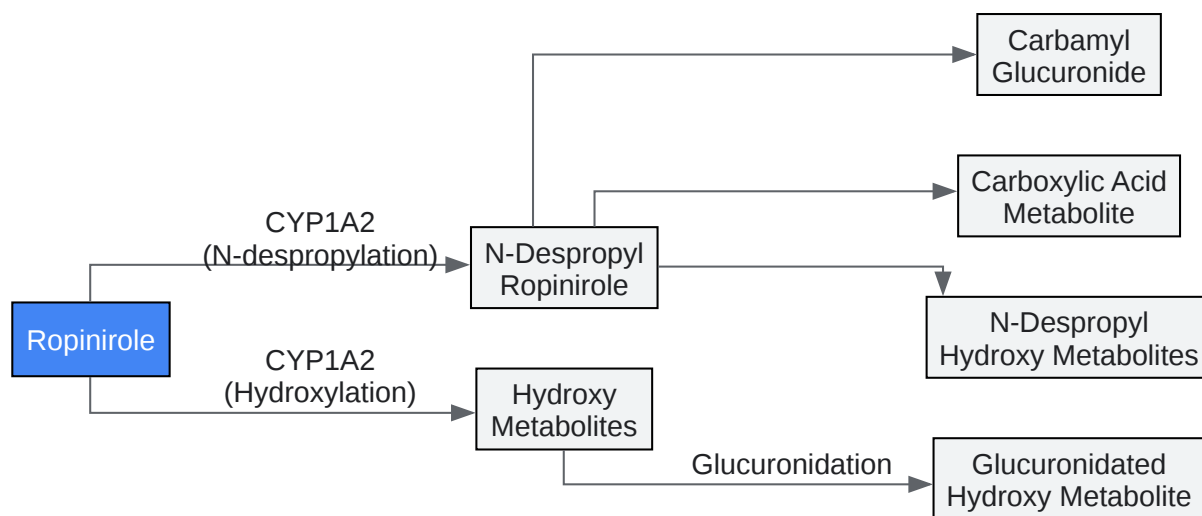 Carbamyl
Glucuronide
Carboxylic Acid
Metabolite
CYP1A2
(N-despropylation)
N-Despropyl
Ropinirole
Ropinirole
N-Despropyl
Hydroxy Metabolites
CYP1A2
(Hydroxylation)
Hydroxy
Metabolites
Glucuronidation
Glucuronidated
Hydroxy Metabolite